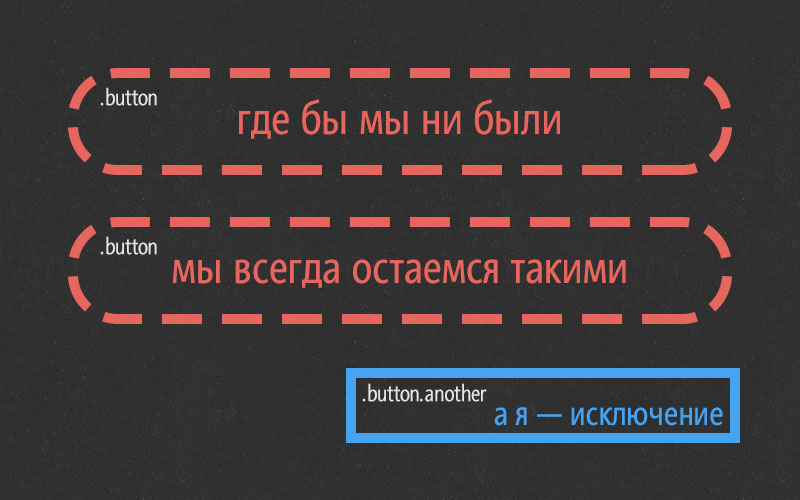 .button
где бы мы ни были
.button
мы всегда остаемся такими
.button.another
а я — исключение